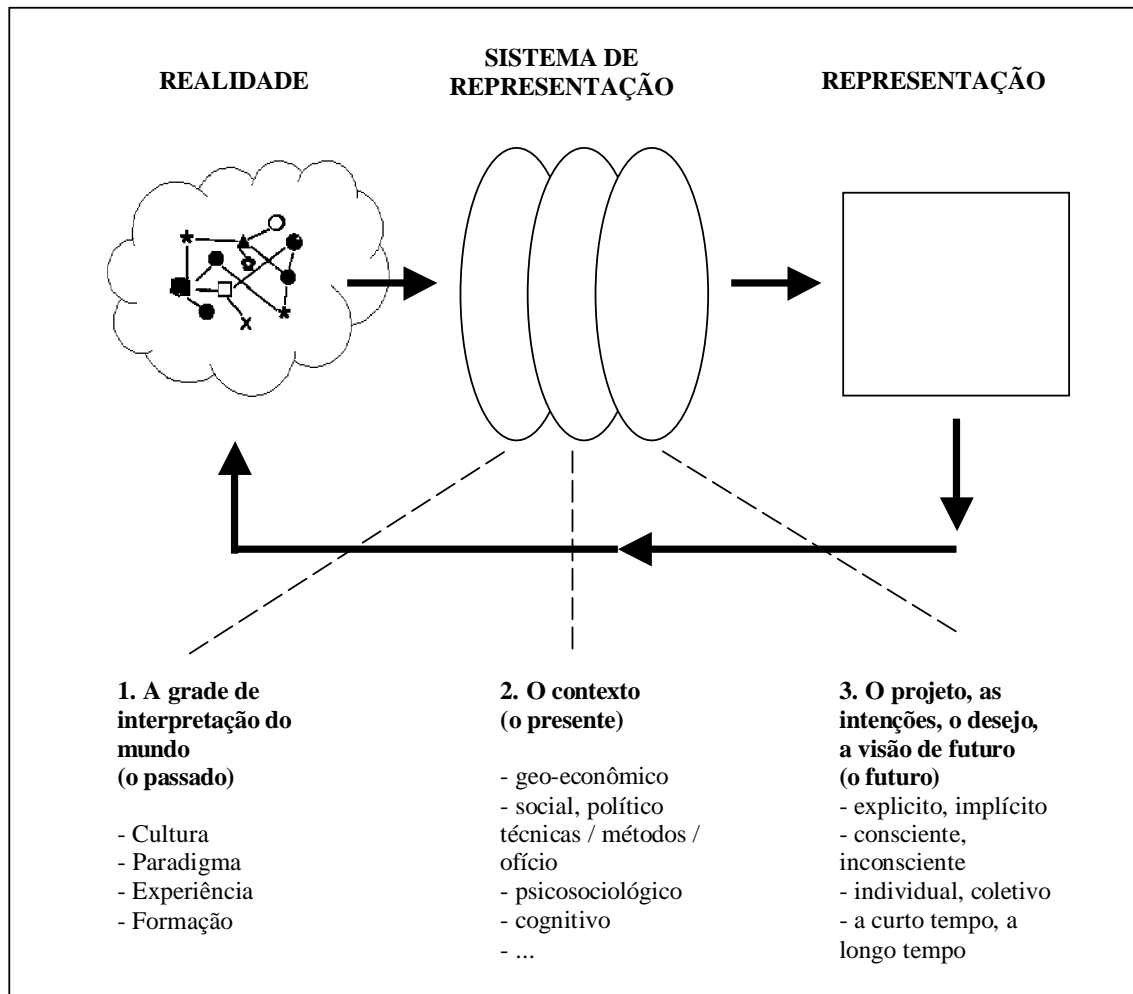 REALIDADE
SISTEMA DE
REPRESENTAÇÃO
REPRESENTAÇÃO
1. A grade de
interpretação do
mundo
(o passado)
- Cultura
- Paradigma
- Experiência
- Formação
2. O contexto
(o presente)
- geo-econômico
- social, político
técnicas / métodos /
ofício
- psicosociológico
- cognitivo
- ...
3. O projeto, as
intenções, o desejo,
a visão de futuro
(o futuro)
- explicito, implícito
- consciente,
inconsciente
- individual, coletivo
- a curto tempo, a
longo tempo